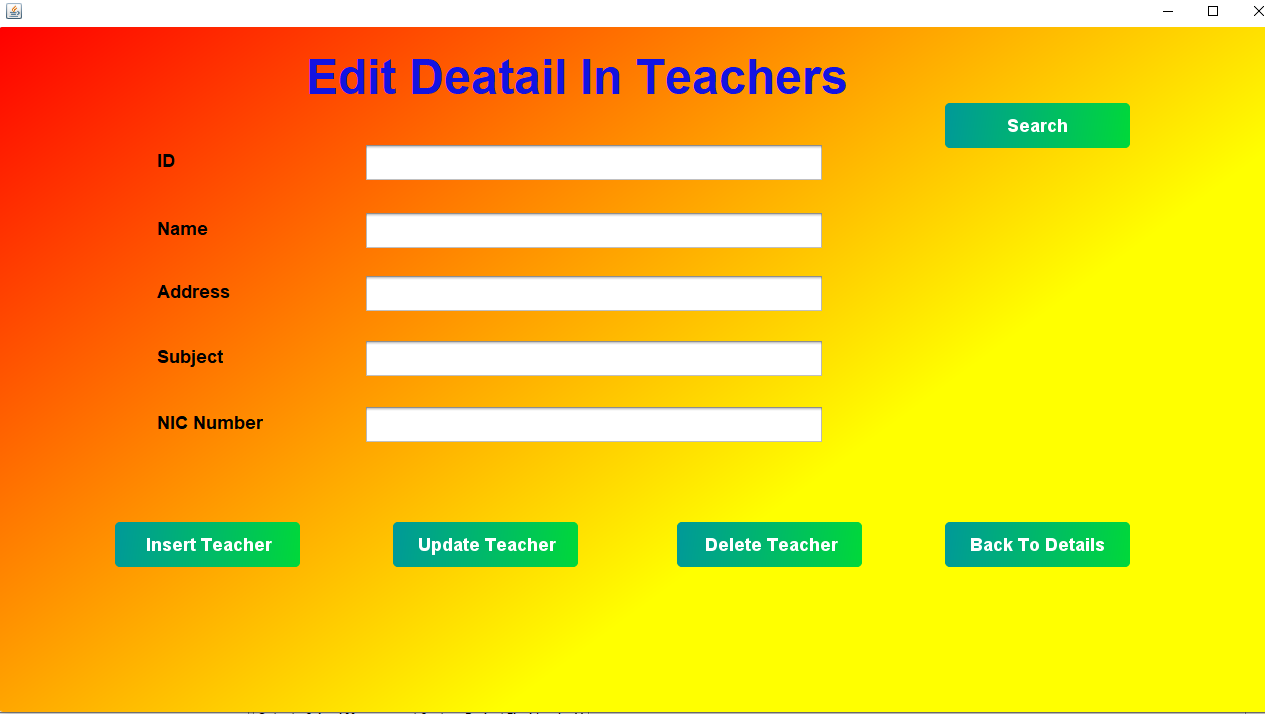 Edit Deatail In Teachers
Search
ID
Name
Address
Subject
NIC Number
Insert Teacher
Update Teacher
Delete Teacher
Back To Details